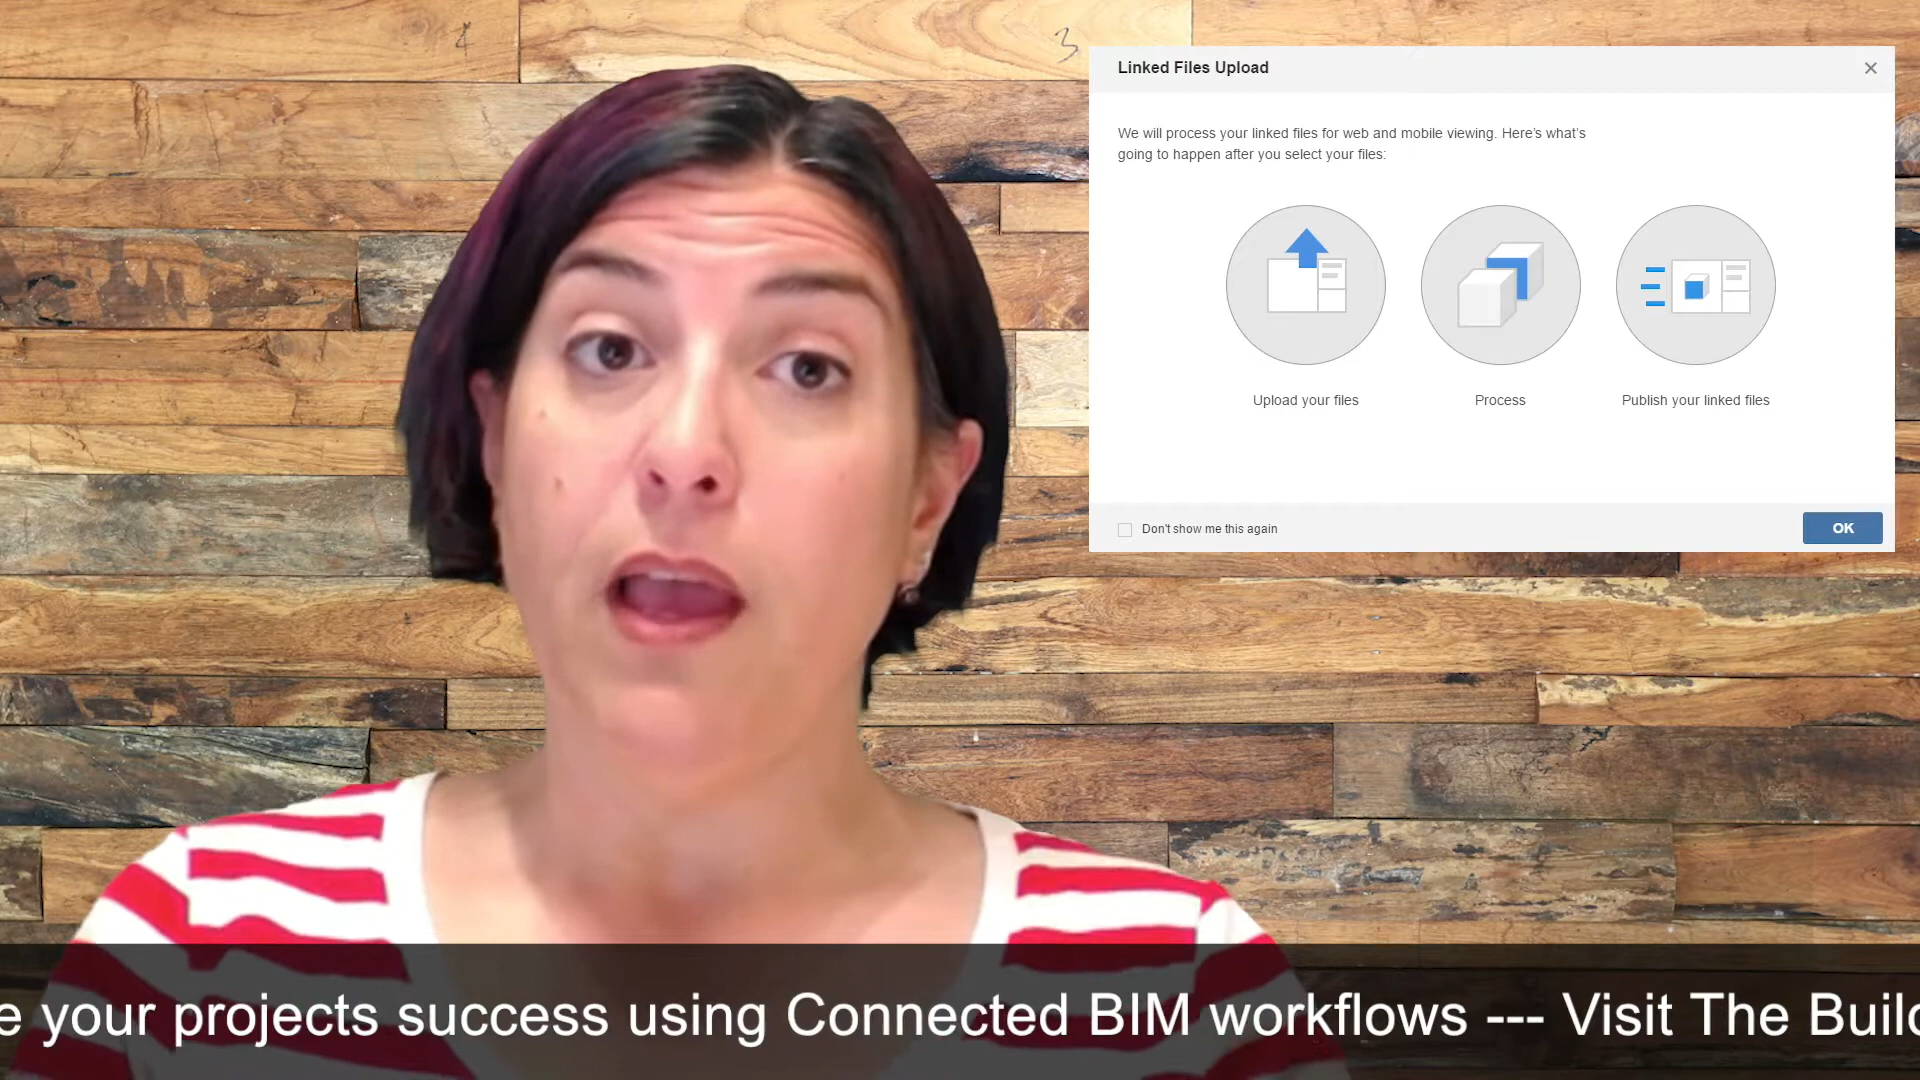 4
3
Linked Files Upload
We will process your linked files for web and mobile viewing. Here's what's
going to happen after you select your files:
Upload your files
Process
Publish your linked files
Don't show me this again
OK
your projects success using Connected BIM workflows --- Visit The